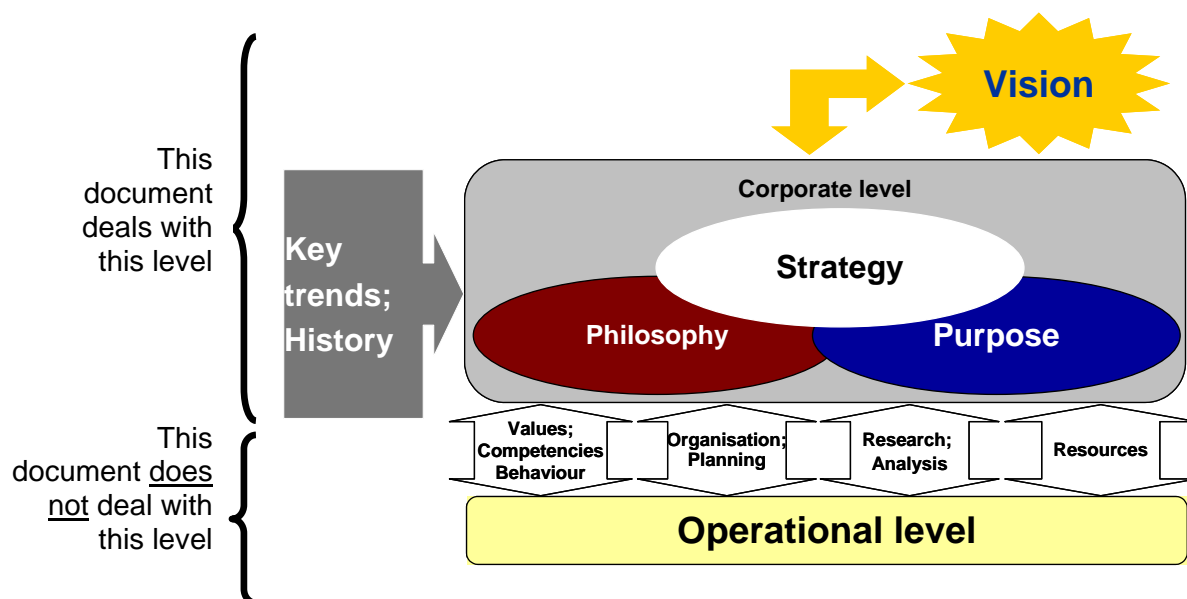 Vision
This
document
deals with
this level
Corporate level
Key
trends;
History
Strategy
Philosophy
Purpose
This
document does
not deal with
this level
Values;
Competencies
Behaviour
Organisation;
Planning
Research;
Analysis
Resources
Operational level